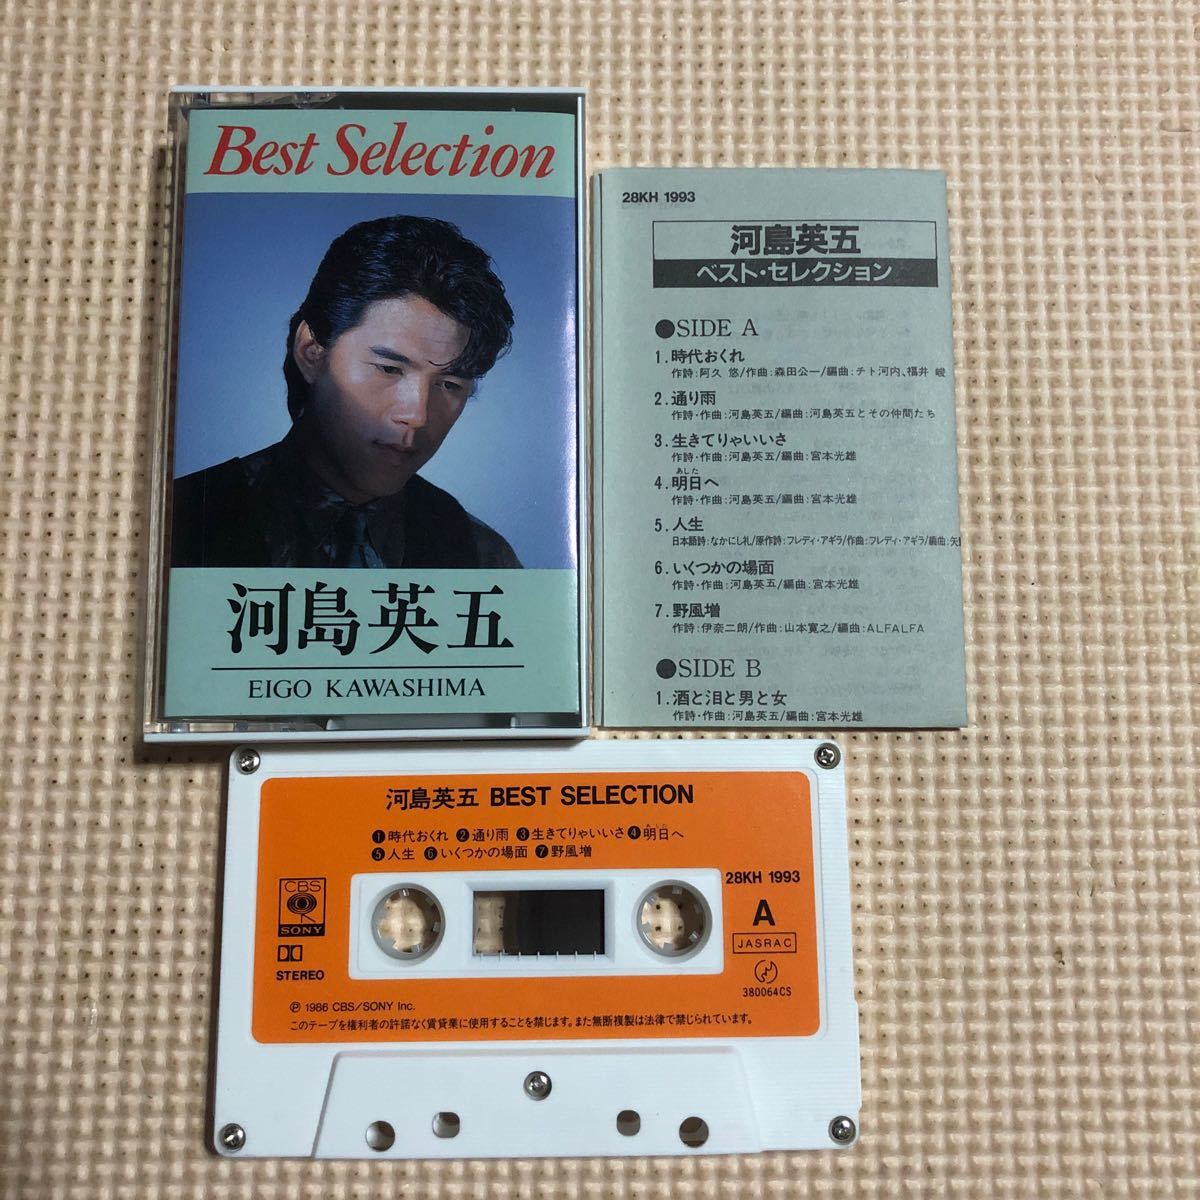 Best Selection
河島英五
EIGO KAWASHIMA
28KH 1993
河島英五
ベスト・セレクション
●SIDE A
1. 時代おくれ
作詩:阿久 悠/作曲:森田公一/編曲:チト河内、福井 峻
2. 通り雨
作詩・作曲:河島英五/編曲:河島英五とその仲間たち
3. 生きてりゃいいさ
作詩・作曲:河島英五/編曲:宮本光雄
あした
4. 明日へ
作詩・作曲:河島英五/編曲:宮本光雄
5. 人生
日本語詩:なかにし礼/原作詩:フレディ・アギラ/作曲:フレディ・アギラ/編曲:矢
6. いくつかの場面
作詩・作曲:河島英五/編曲:宮本光雄
7. 野風増
作詩:伊奈二朗/作曲:山本寛之/編曲:ALFALFA
●SIDE B
1. 酒と泪と男と女
作詩・作曲:河島英五/編曲:宮本光雄
河島英五 BEST SELECTION
あした
❶時代おくれ ❷通り雨 ❸生きてりゃいいさ ❹明日へ
❺人生 ❻いくつかの場面 ❼野風増
28KH 1993
CBS
SONY
A
JASRAC
STEREO
380064CS
℗ 1986 CBS/SONY Inc.
このテープを権利者の許諾なく賃貸業に使用することを禁じます。また無断複製は法律で禁じられています。